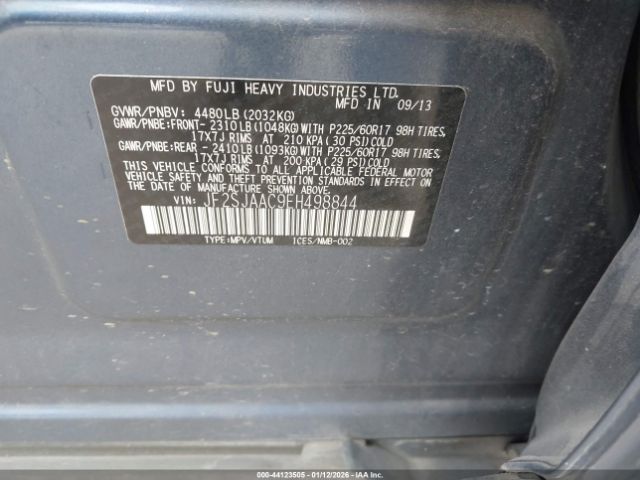 MFD BY FUJI HEAVY INDUSTRIES LTD.
MADE IN 09/13
GVWR/PNBV: 4480LB(2032KG)
GAWR/PNBE:FRONT-2310LB(1048KG)WITH P225/60R17 98H TIRES,
17X7J RIMS AT 210 KPA(30 PSI)COLD
GAWR/PNBE:REAR -2410LB(1093KG)WITH P225/60R17 98H TIRES,
17X7J RIMS AT 200 KPA(29 PSI)COLD
THIS VEHICLE CONFORMS TO ALL APPLICABLE FEDERAL MOTOR
VEHICLE SAFETY AND THEFT PREVENTION STANDARDS IN EFFECT
ON THE DATE OF MANUFACTURE SHOWN ABOVE.
VIN: JF2SJAAC9EH498844
TYPE:MPV/VTUM ICES/NMB-002
000-44123505 - 01/12/2026 - IAA Inc.